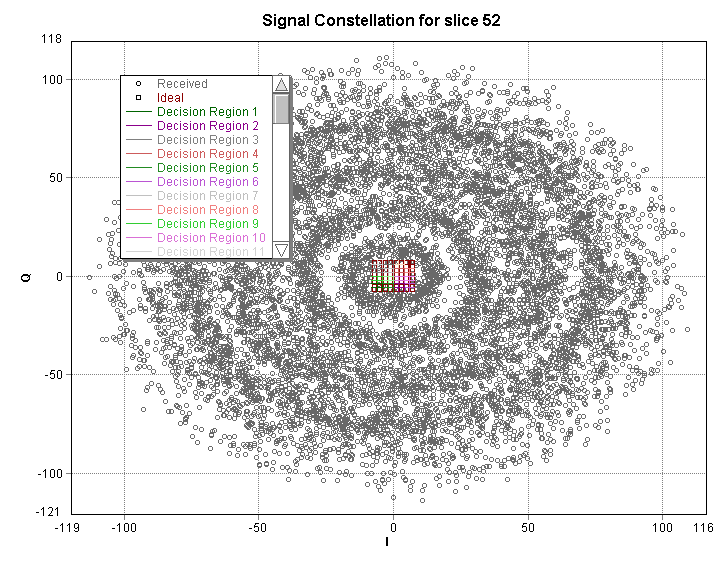 Signal Constellation for slice 52
118
100
50
0
-50
-100
-121
Q
Received
Ideal
Decision Region 1
Decision Region 2
Decision Region 3
Decision Region 4
Decision Region 5
Decision Region 6
Decision Region 7
Decision Region 8
Decision Region 9
Decision Region 10
Decision Region 11
-119 -100 -50 0 50 100 116
I